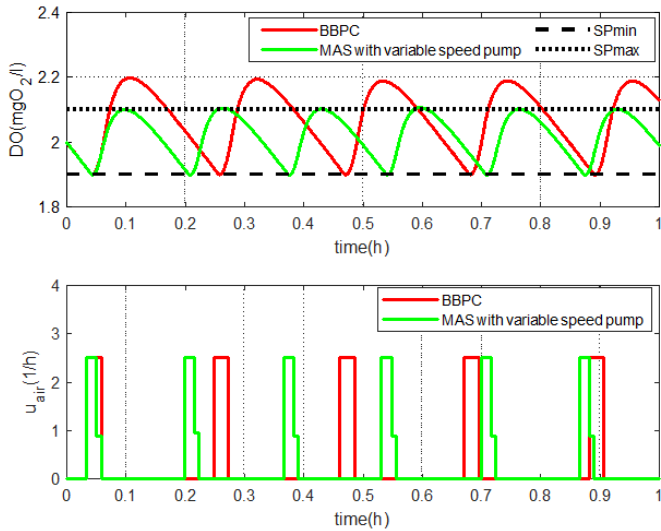 2.4
2.2
2
1.8
DO(mgO2/l)
BBPC
MAS with variable speed pump
SPmin
SPmax
0 0.1 0.2 0.3 0.4 0.5 0.6 0.7 0.8 0.9 1
time(h)
4
3
2
1
0
u_air(1/h)
BBPC
MAS with variable speed pump
0 0.1 0.2 0.3 0.4 0.5 0.6 0.7 0.8 0.9 1
time(h)